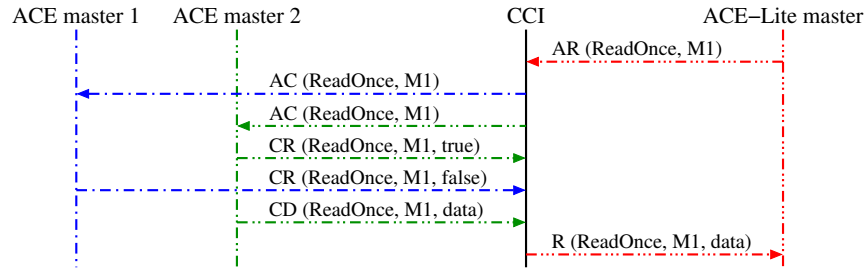 ACE master 1 ACE master 2 CCI ACE−Lite master
AR (ReadOnce, M1)
AC (ReadOnce, M1)
AC (ReadOnce, M1)
CR (ReadOnce, M1, true)
CR (ReadOnce, M1, false)
CD (ReadOnce, M1, data)
R (ReadOnce, M1, data)